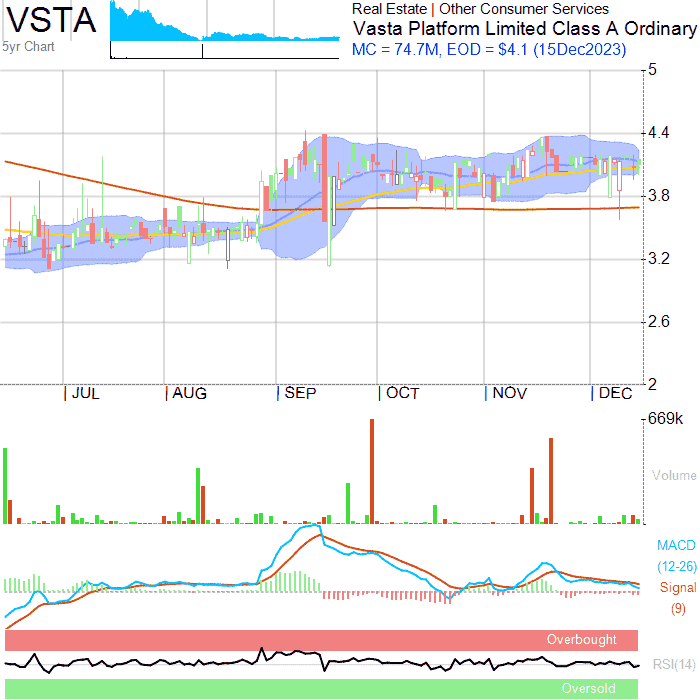 VSTA
5yr Chart
Real Estate | Other Consumer Services
Vasta Platform Limited Class A Ordinary
MC = 74.7M, EOD = $4.1 (15Dec2023)
5
4.4
3.8
3.2
2.6
2
| JUL | AUG | SEP | OCT | NOV | DEC
669k
Volume
MACD
(12-26)
Signal
(9)
Overbought
RSI(14)
Oversold